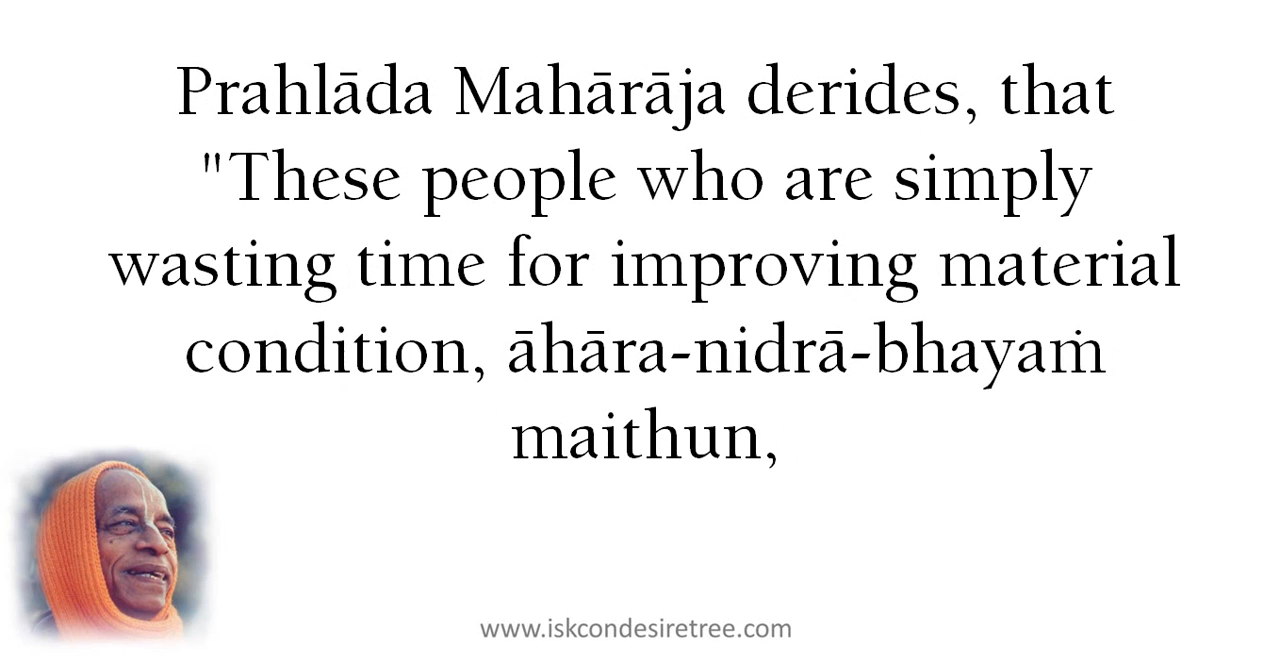 Prahlāda Mahārāja derides, that
"These people who are simply
wasting time for improving material
condition, āhāra-nidrā-bhayaṁ
maithun,
www.iskcondesiretree.com